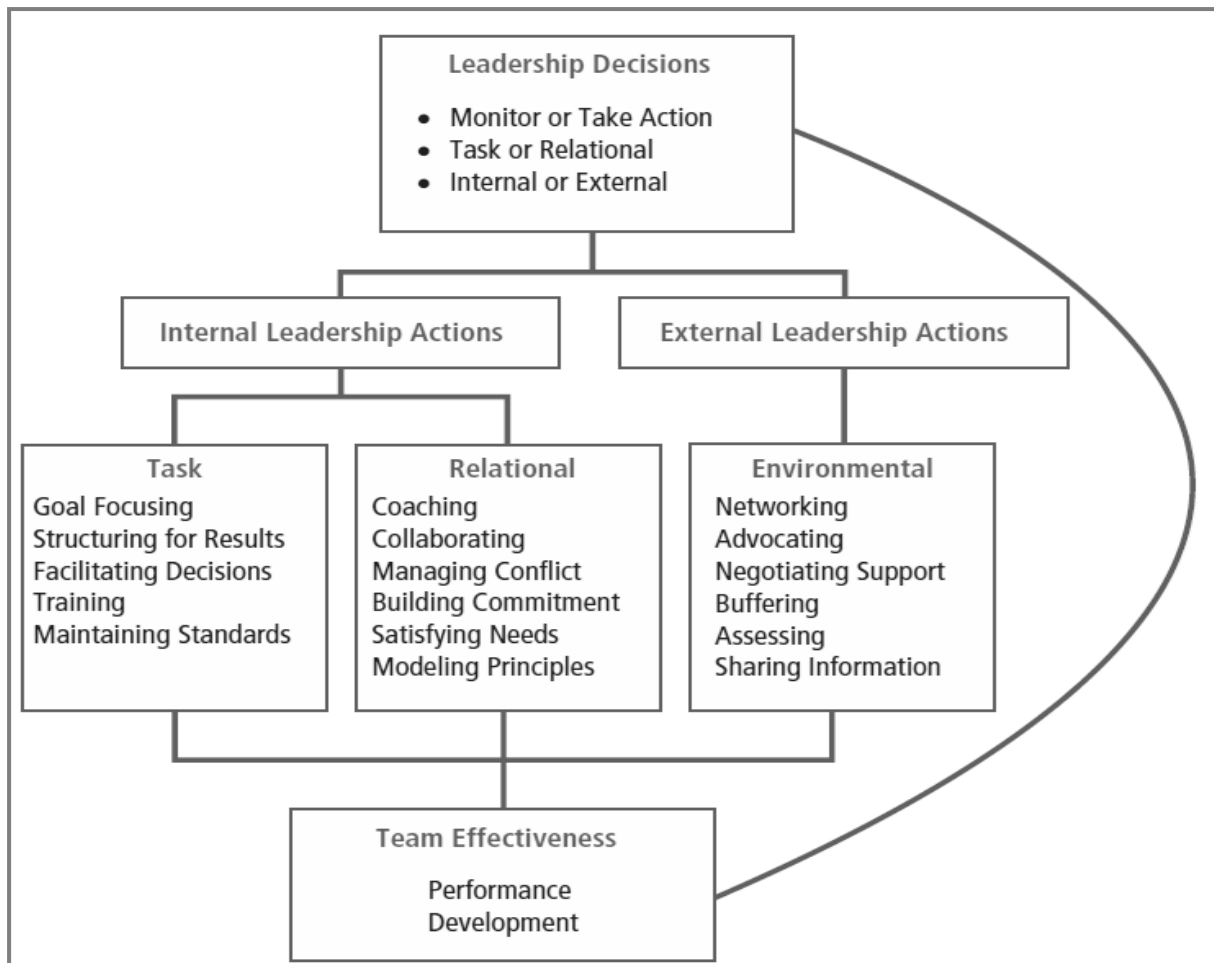 Leadership Decisions
• Monitor or Take Action
• Task or Relational
• Internal or External
Internal Leadership Actions
External Leadership Actions
Task
Goal Focusing
Structuring for Results
Facilitating Decisions
Training
Maintaining Standards
Relational
Coaching
Collaborating
Managing Conflict
Building Commitment
Satisfying Needs
Modeling Principles
Environmental
Networking
Advocating
Negotiating Support
Buffering
Assessing
Sharing Information
Team Effectiveness
Performance
Development